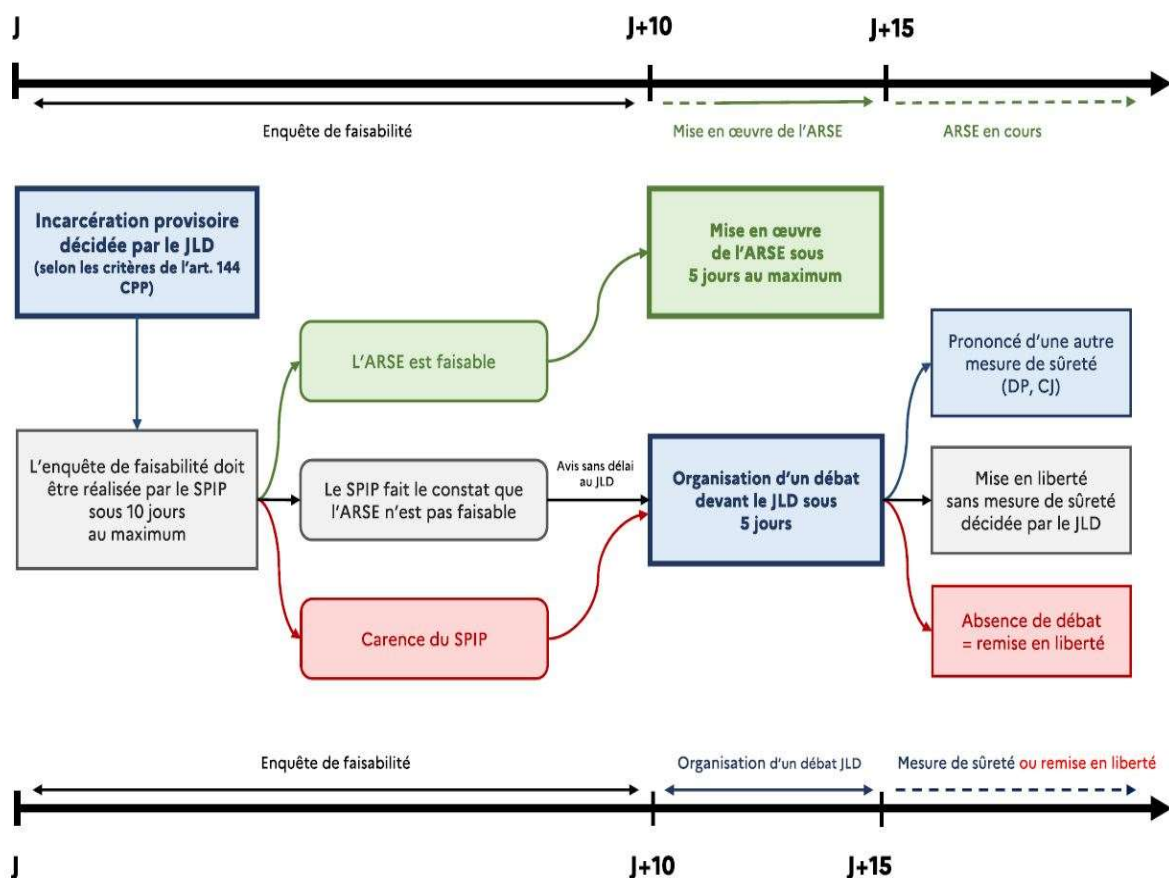 J
J+10
J+15
Enquête de faisabilité
Mise en œuvre de l'ARSE
ARSE en cours
Incarcération provisoire
décidée par le JLD
(selon les critères de l'art. 144
CPP)
Mise en œuvre
de l'ARSE sous
5 jours au maximum
L'ARSE est faisable
Prononcé d'une autre
mesure de sûreté
(DP, CJ)
L'enquête de faisabilité doit
être réalisée par le SPIP
sous 10 jours
au maximum
Le SPIP fait le constat que
l'ARSE n'est pas faisable
Avis sans délai
au JLD
Organisation d'un débat
devant le JLD sous
5 jours
Mise en liberté
sans mesure de sûreté
décidée par le JLD
Carence du SPIP
Absence de débat
= remise en liberté
Enquête de faisabilité
Organisation d'un débat JLD
Mesure de sûreté ou remise en liberté
J
J+10
J+15